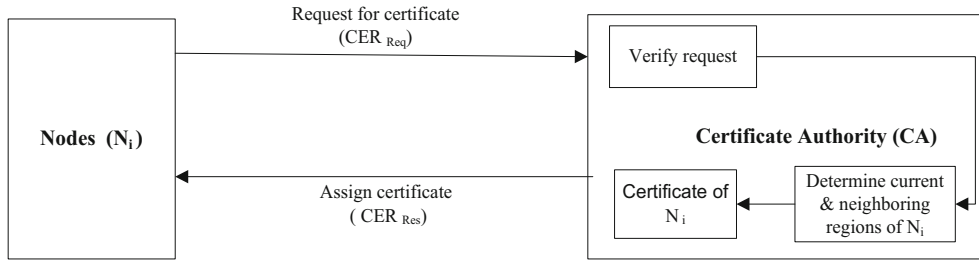 Request for certificate
(CER Req)
Verify request
Nodes (Ni)
Certificate Authority (CA)
Assign certificate
( CER Res)
Certificate of
N i
Determine current
& neighboring
regions of Ni